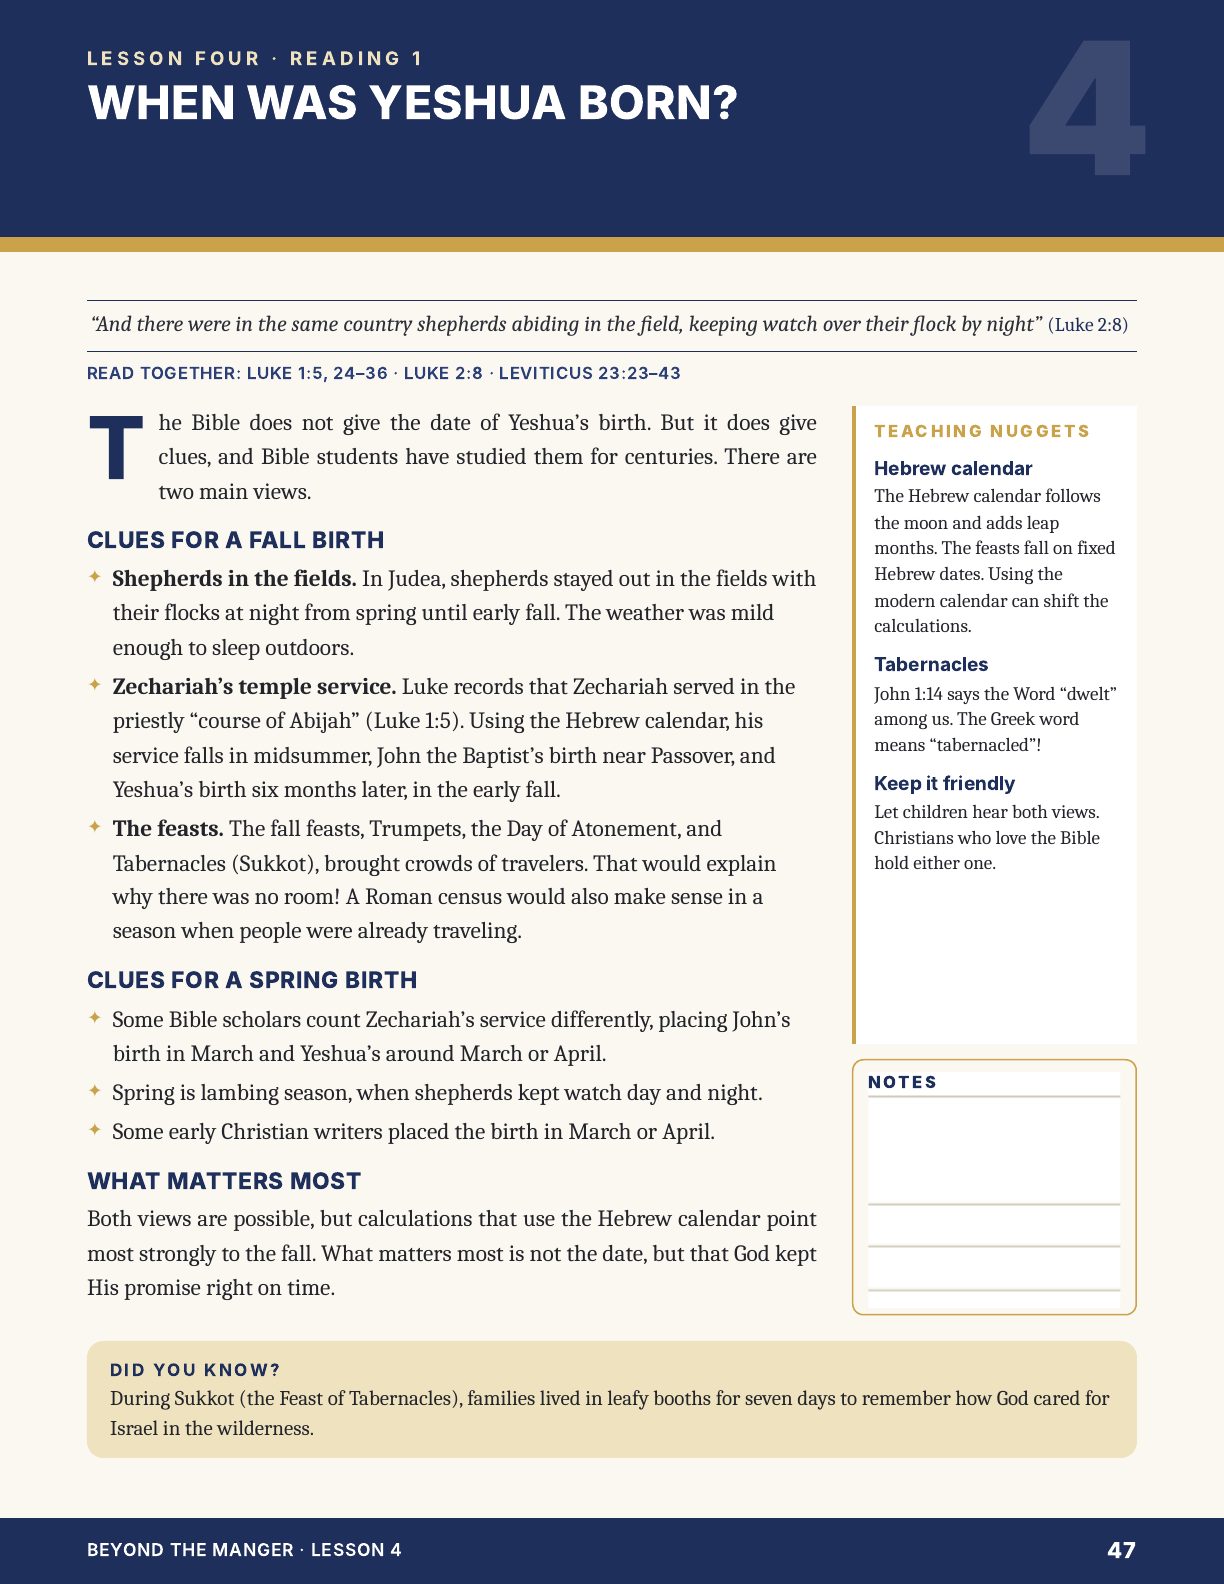 LESSON FOUR · READING 1
WHEN WAS YESHUA BORN?
4
“And there were in the same country shepherds abiding in the field, keeping watch over their flock by night” (Luke 2:8)
READ TOGETHER: LUKE 1:5, 24–36 · LUKE 2:8 · LEVITICUS 23:23–43
The Bible does not give the date of Yeshua’s birth. But it does give
clues, and Bible students have studied them for centuries. There are
two main views.
CLUES FOR A FALL BIRTH
✦ Shepherds in the fields. In Judea, shepherds stayed out in the fields with
their flocks at night from spring until early fall. The weather was mild
enough to sleep outdoors.
✦ Zechariah’s temple service. Luke records that Zechariah served in the
priestly “course of Abijah” (Luke 1:5). Using the Hebrew calendar, his
service falls in midsummer, John the Baptist’s birth near Passover, and
Yeshua’s birth six months later, in the early fall.
✦ The feasts. The fall feasts, Trumpets, the Day of Atonement, and
Tabernacles (Sukkot), brought crowds of travelers. That would explain
why there was no room! A Roman census would also make sense in a
season when people were already traveling.
CLUES FOR A SPRING BIRTH
✦ Some Bible scholars count Zechariah’s service differently, placing John’s
birth in March and Yeshua’s around March or April.
✦ Spring is lambing season, when shepherds kept watch day and night.
✦ Some early Christian writers placed the birth in March or April.
WHAT MATTERS MOST
Both views are possible, but calculations that use the Hebrew calendar point
most strongly to the fall. What matters most is not the date, but that God kept
His promise right on time.
TEACHING NUGGETS
Hebrew calendar
The Hebrew calendar follows
the moon and adds leap
months. The feasts fall on fixed
Hebrew dates. Using the
modern calendar can shift the
calculations.
Tabernacles
John 1:14 says the Word “dwelt”
among us. The Greek word
means “tabernacled”!
Keep it friendly
Let children hear both views.
Christians who love the Bible
hold either one.
NOTES
DID YOU KNOW?
During Sukkot (the Feast of Tabernacles), families lived in leafy booths for seven days to remember how God cared for
Israel in the wilderness.
BEYOND THE MANGER · LESSON 4
47